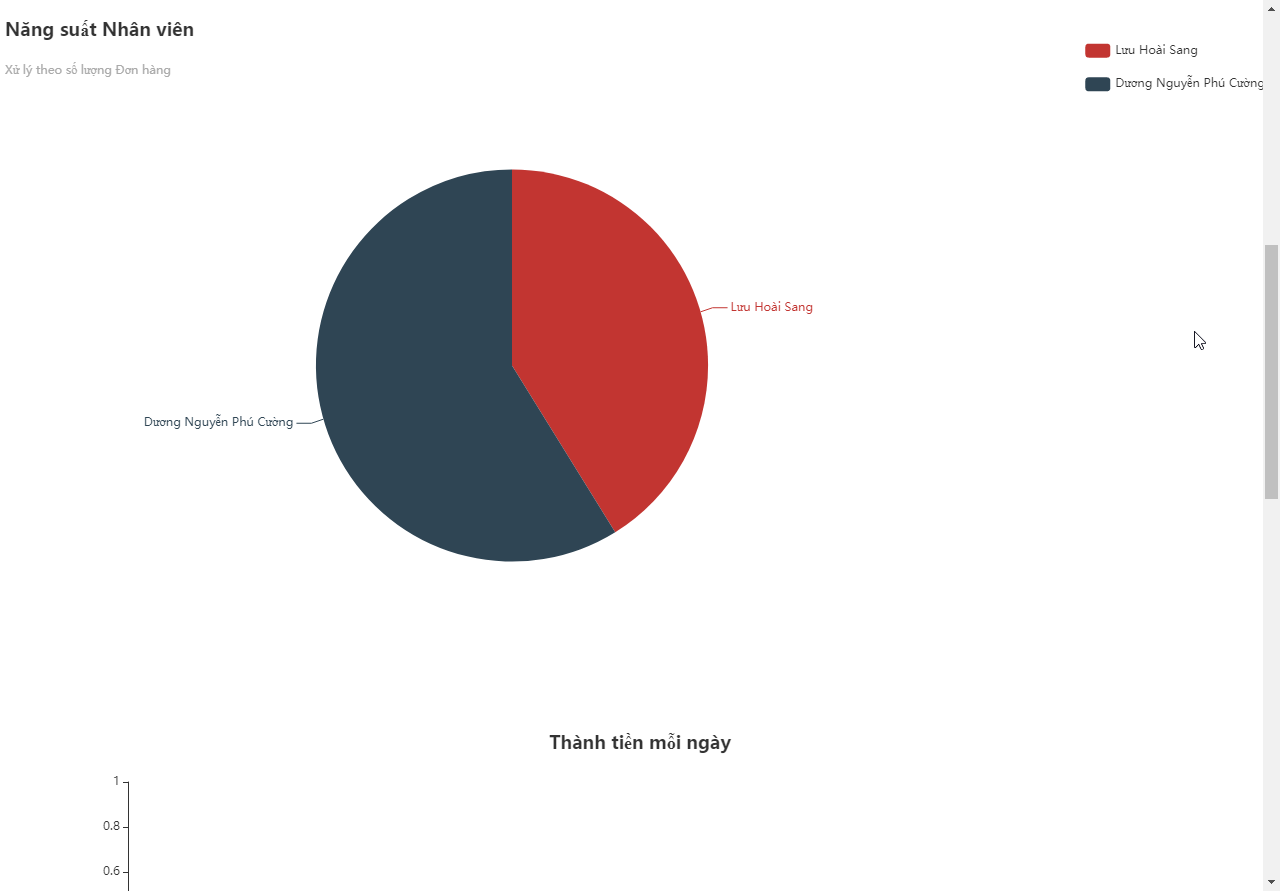 Năng suất Nhân viên
Xử lý theo số lượng Đơn hàng
Lưu Hoài Sang
Dương Nguyễn Phú Cường
Lưu Hoài Sang
Dương Nguyễn Phú Cường
Thành tiền mỗi ngày
1
0.8
0.6